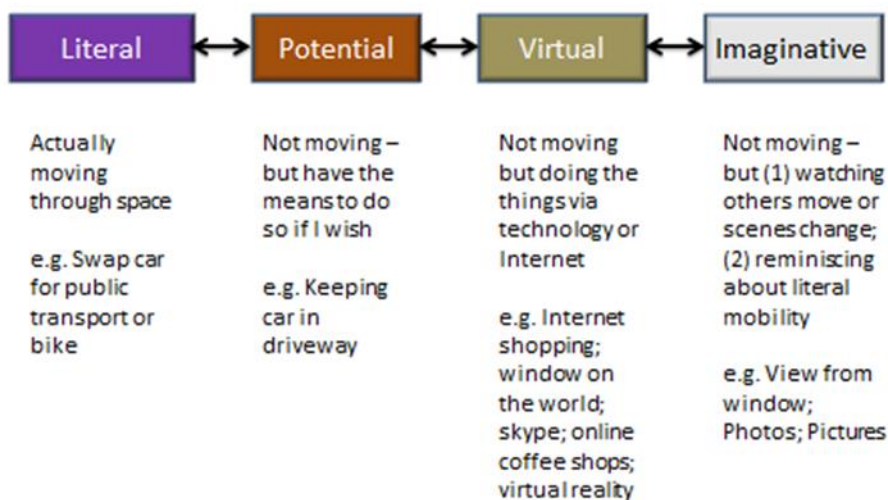 Literal
Potential
Virtual
Imaginative
Actually
moving
through space
e.g. Swap car
for public
transport or
bike
Not moving –
but have the
means to do
so if I wish
e.g. Keeping
car in
driveway
Not moving
but doing the
things via
technology or
Internet
e.g. Internet
shopping;
window on
the world;
skype; online
coffee shops;
virtual reality
Not moving –
but (1) watching
others move or
scenes change;
(2) reminiscing
about literal
mobility
e.g. View from
window;
Photos; Pictures